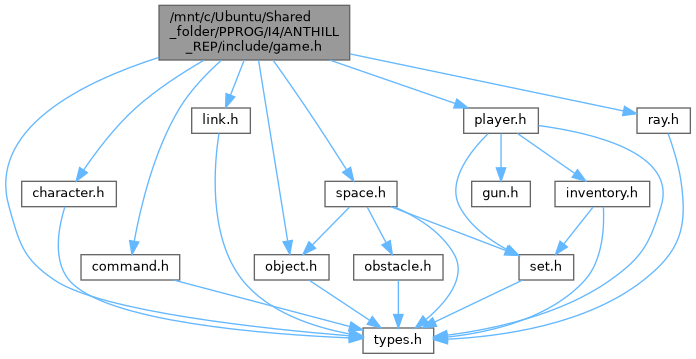 /mnt/c/Ubuntu/Shared
_folder/PPROG/I4/ANTHILL
_REP/include/game.h
link.h
player.h
ray.h
character.h
space.h
gun.h
inventory.h
command.h
object.h
obstacle.h
set.h
types.h